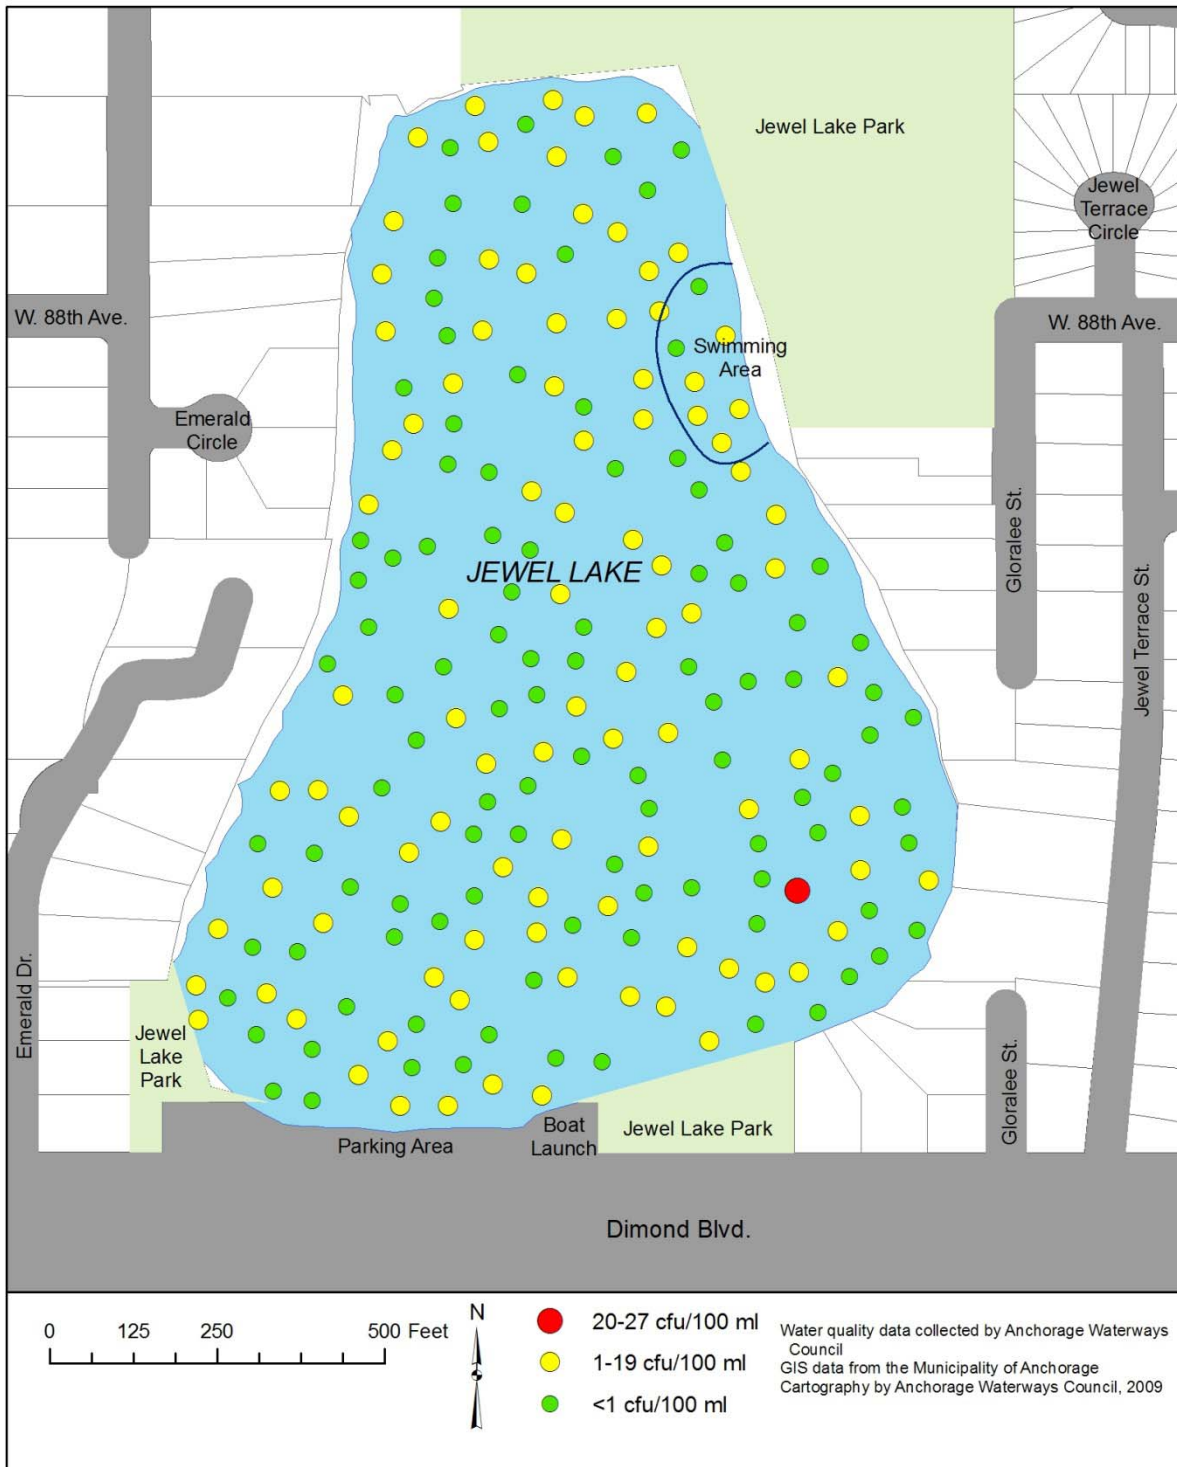 Jewel Lake Park
Jewel
Terrace
Circle
W. 88th Ave.
W. 88th Ave.
Swimming
Area
Emerald
Circle
Gloralee St.
JEWEL LAKE
Jewel Terrace St.
Emerald Dr.
Jewel
Lake
Park
Gloralee St.
Parking Area
Boat
Launch
Jewel Lake Park
Dimond Blvd.
0 125 250 500 Feet
N
20-27 cfu/100 ml
1-19 cfu/100 ml
<1 cfu/100 ml
Water quality data collected by Anchorage Waterways
Council
GIS data from the Municipality of Anchorage
Cartography by Anchorage Waterways Council, 2009